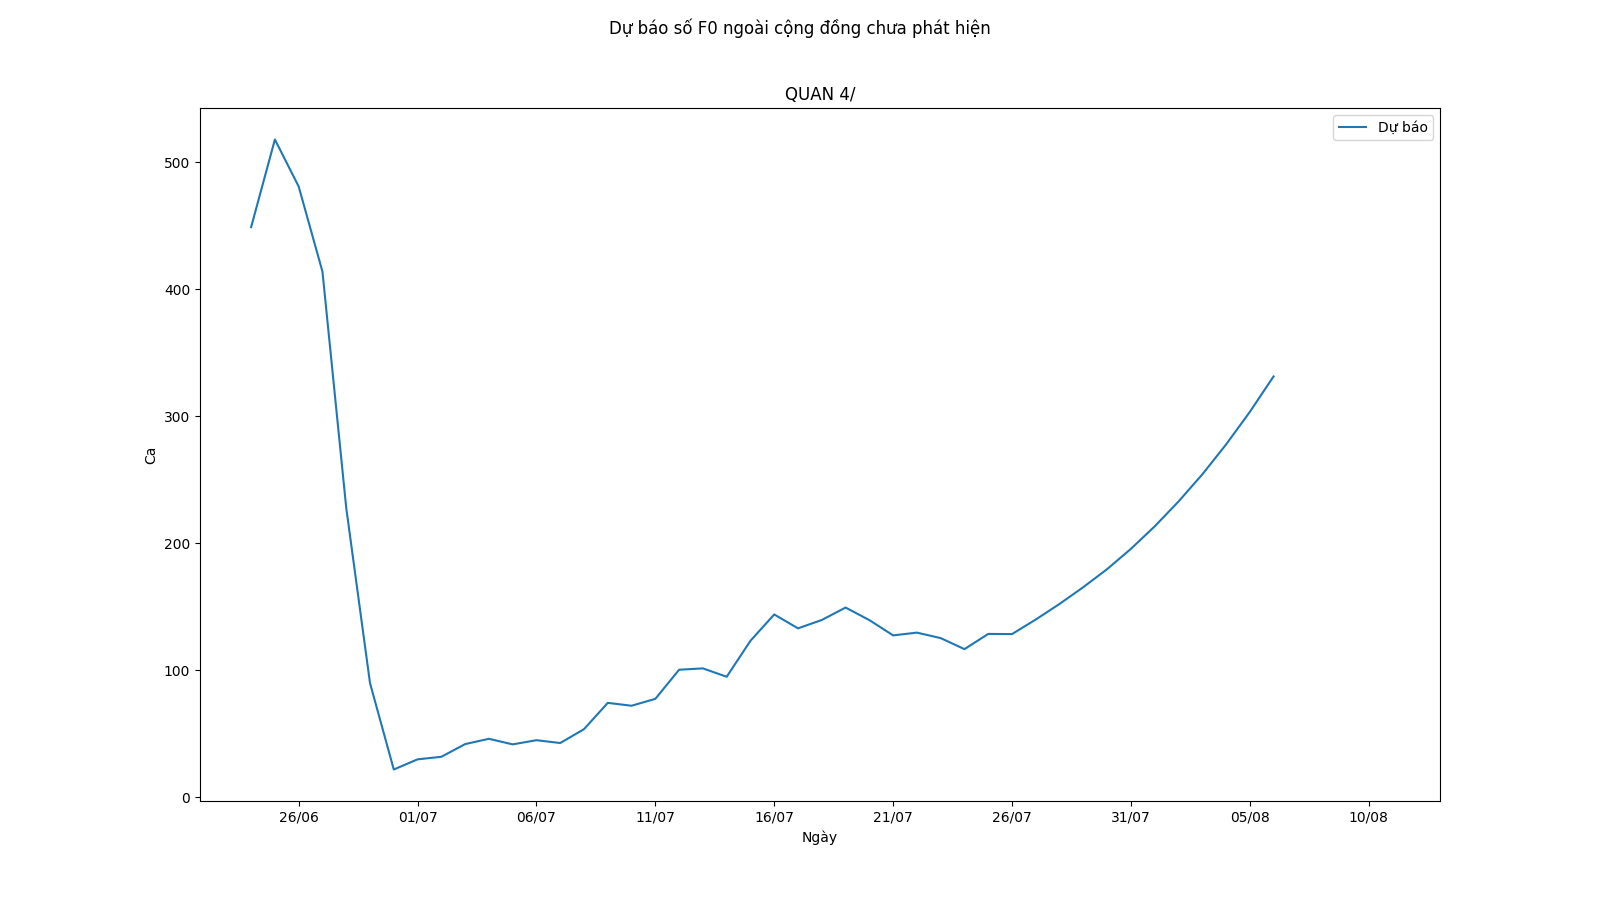 Dự báo số F0 ngoài cộng đồng chưa phát hiện
QUAN 4/
Dự báo
500
400
300
200
100
0
Ca
26/06 01/07 06/07 11/07 16/07 21/07 26/07 31/07 05/08 10/08
Ngày